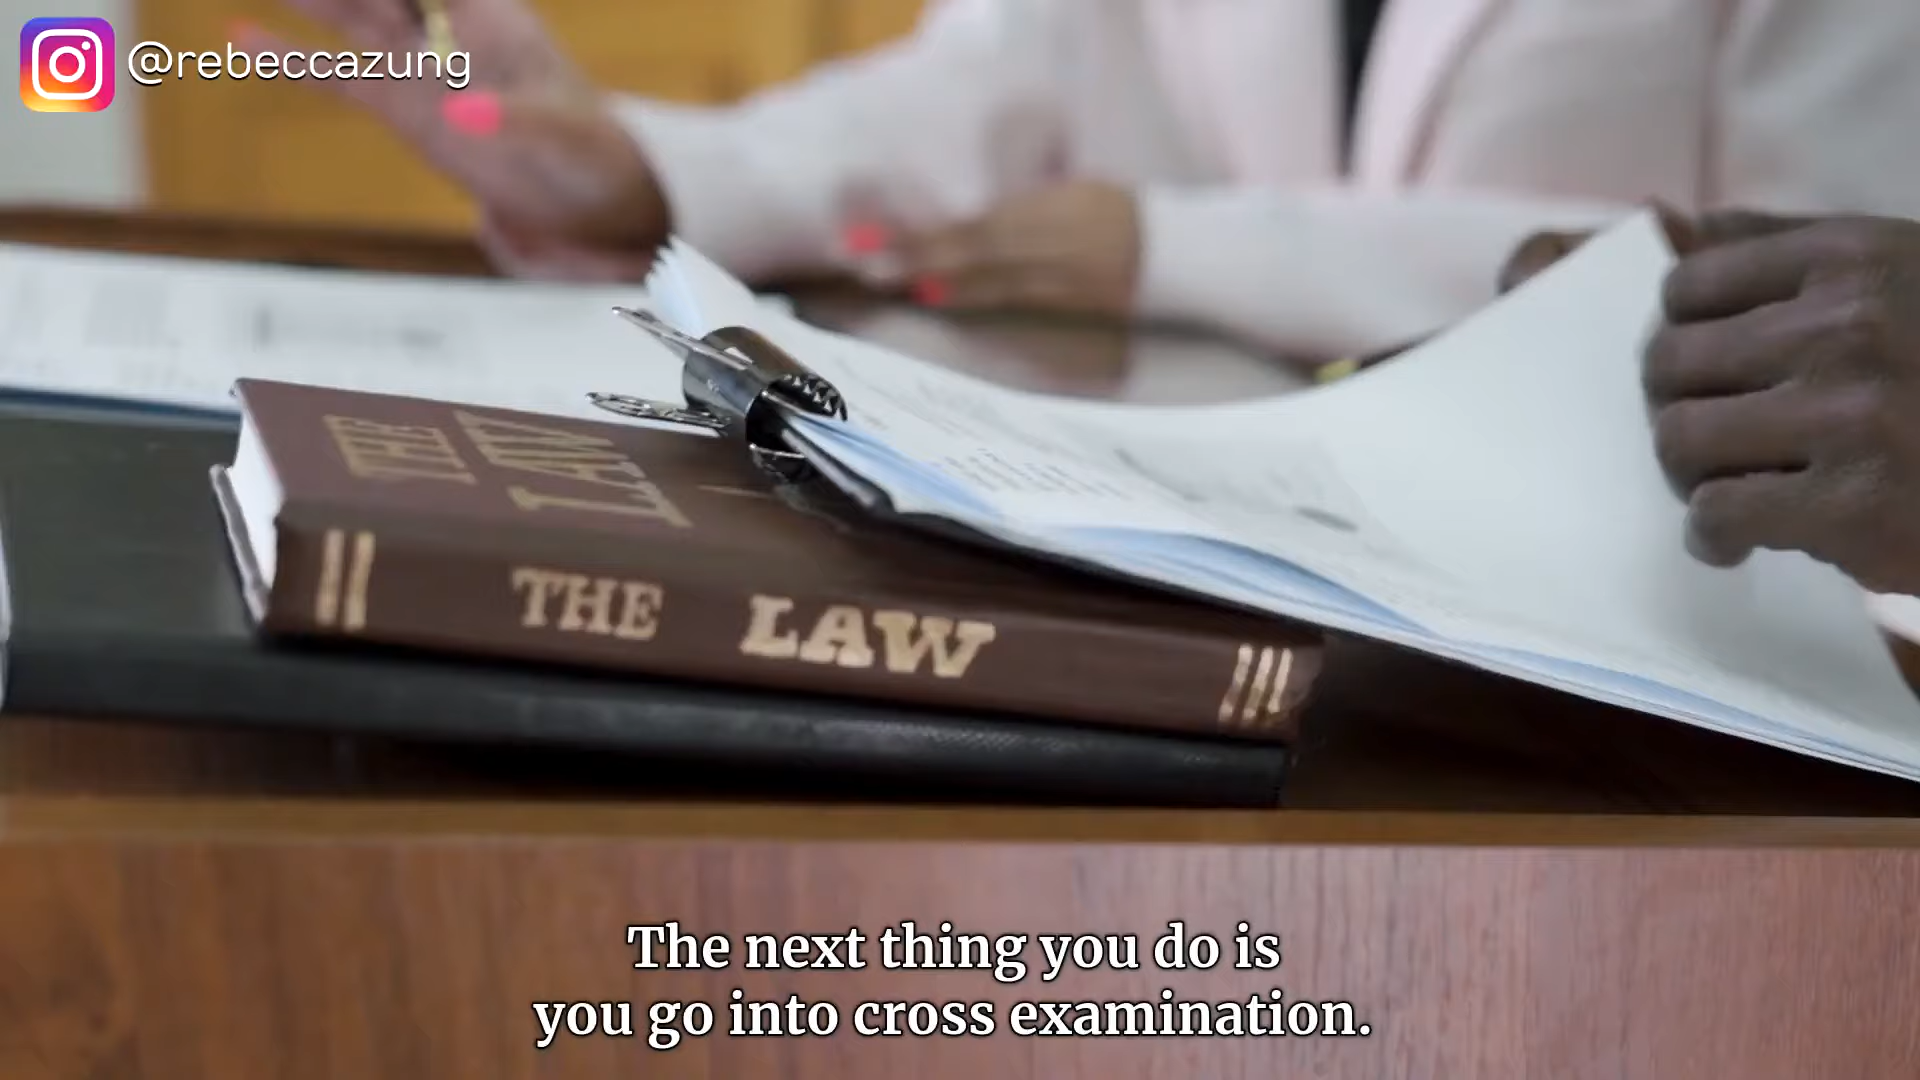 @rebeccazung
THE
LAW
THE LAW
The next thing you do is
you go into cross examination.